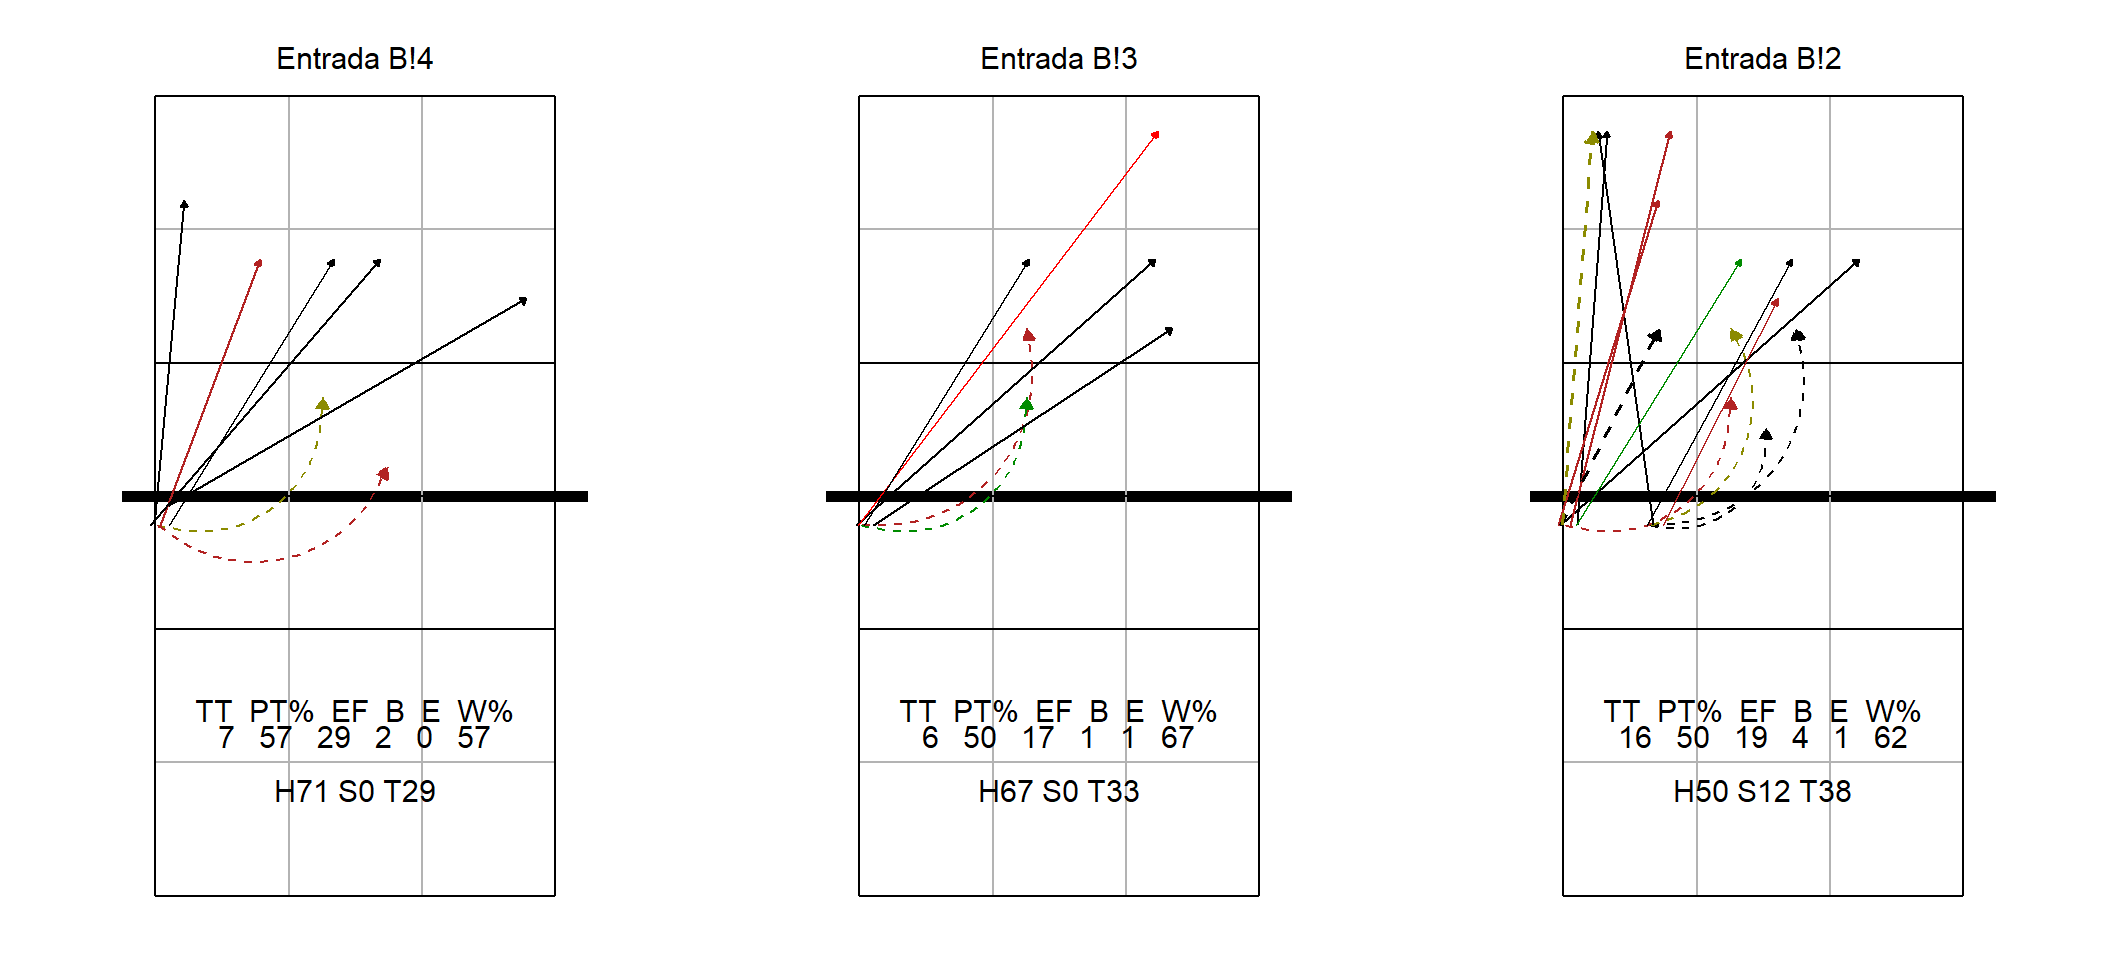 Entrada B!4
TT PT% EF B E W%
7 57 29 2 0 57
H71 S0 T29
Entrada B!3
TT PT% EF B E W%
6 50 17 1 1 67
H67 S0 T33
Entrada B!2
TT PT% EF B E W%
16 50 19 4 1 62
H50 S12 T38